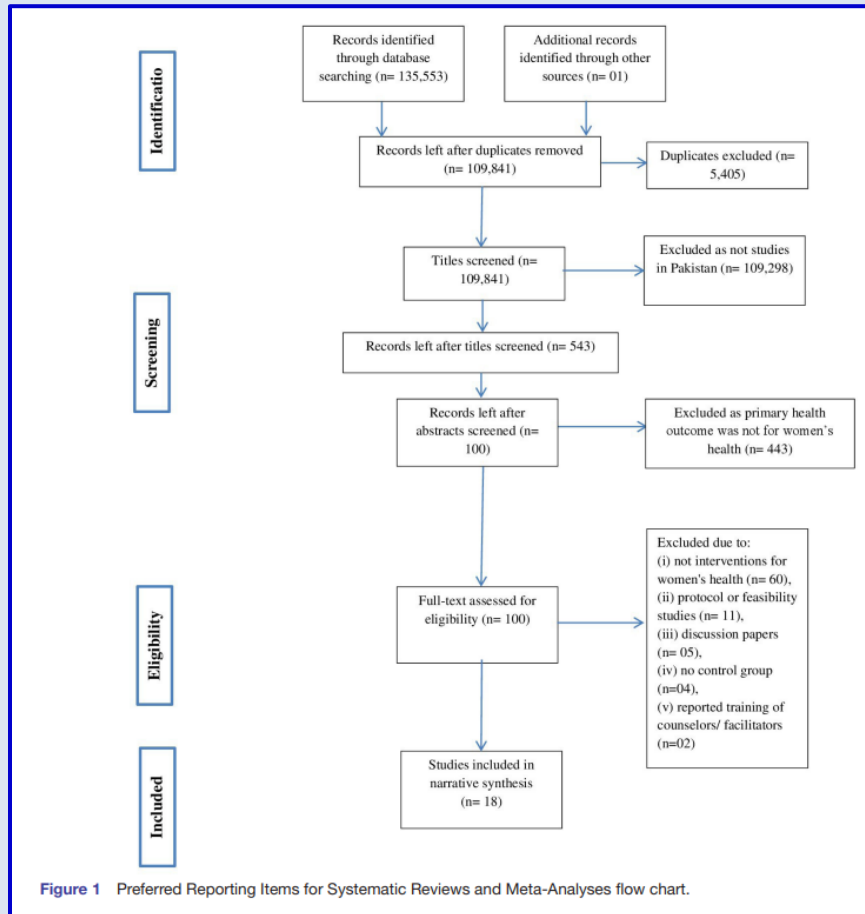 Identificatio
Records identified
through database
searching (n= 135,553)
Additional records
identified through other
sources (n= 01)
Records left after duplicates removed
(n= 109,841)
Duplicates excluded (n=
5,405)
Screening
Titles screened (n=
109,841)
Excluded as not studies
in Pakistan (n= 109,298)
Records left after titles screened (n= 543)
Records left after
abstracts screened (n=
100)
Excluded as primary health
outcome was not for women's
health (n= 443)
Eligibility
Full-text assessed for
eligibility (n= 100)
Excluded due to:
(i) not interventions for
women's health (n= 60),
(ii) protocol or feasibility
studies (n= 11),
(iii) discussion papers
(n= 05),
(iv) no control group
(n=04),
(v) reported training of
counselors/ facilitators
(n=02)
Included
Studies included in
narrative synthesis
(n= 18)
Figure 1 Preferred Reporting Items for Systematic Reviews and Meta-Analyses flow chart.